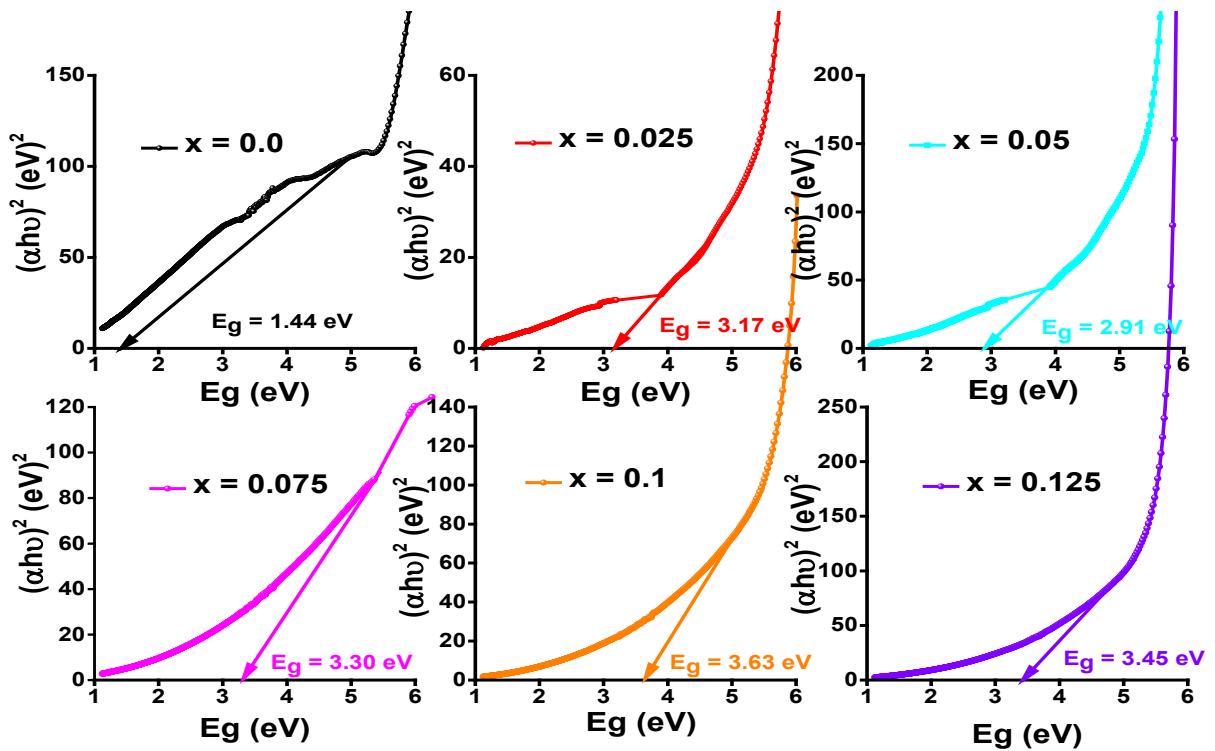 150
100
50
0
(αhυ)² (eV)²
x = 0.0
E_g = 1.44 eV
1 2 3 4 5 6
Eg (eV)
60
40
20
0
(αhυ)² (eV)²
x = 0.025
E_g = 3.17 eV
1 2 3 4 5 6
Eg (eV)
200
150
100
50
0
(αhυ)² (eV)²
x = 0.05
E_g = 2.91 eV
1 2 3 4 5 6
Eg (eV)
120
100
80
60
40
20
0
(αhυ)² (eV)²
x = 0.075
E_g = 3.30 eV
1 2 3 4 5 6
Eg (eV)
140
120
100
80
60
40
20
0
(αhυ)² (eV)²
x = 0.1
E_g = 3.63 eV
1 2 3 4 5 6
Eg (eV)
250
200
150
100
50
0
(αhυ)² (eV)²
x = 0.125
E_g = 3.45 eV
1 2 3 4 5 6
Eg (eV)